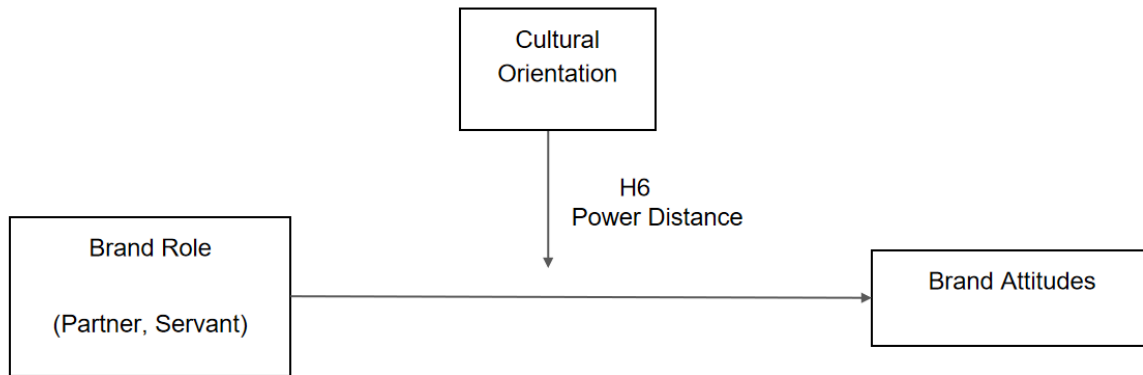 Cultural
Orientation
H6
Power Distance
Brand Role
(Partner, Servant)
Brand Attitudes